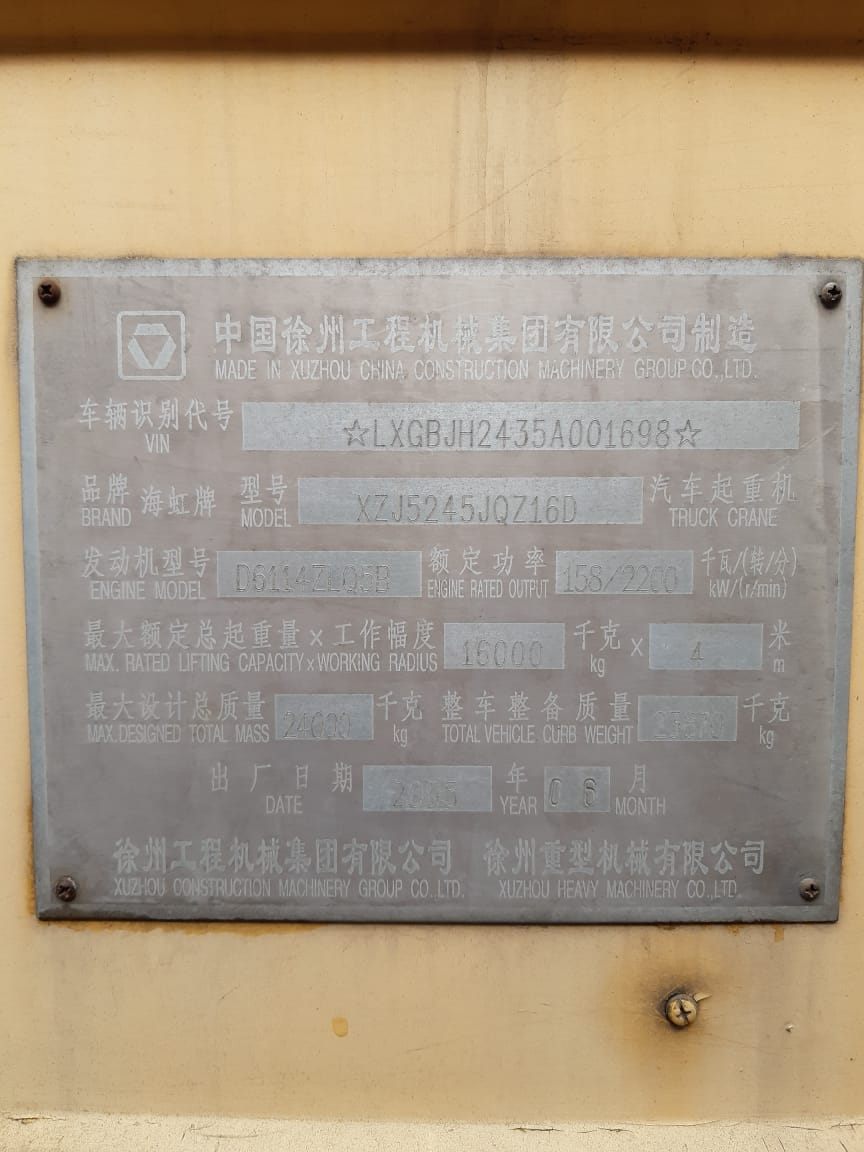 中国徐州工程机械集团有限公司制造
MADE IN XUZHOU CHINA CONSTRUCTION MACHINERY GROUP CO.,LTD.
车辆识别代号 ☆LXGBJH2435A001698☆
VIN
品牌 海虹牌 型号 XZJ5245JQZ16D 汽车起重机
BRAND MODEL TRUCK CRANE
发动机型号 D6114ZLQ5B 额定功率 158/2200 千瓦/(转/分)
ENGINE MODEL ENGINE RATED OUTPUT kW/(r/min)
最大额定总起重量×工作幅度 16000 千克 × 4 米
MAX. RATED LIFTING CAPACITY×WORKING RADIUS kg m
最大设计总质量 24000 千克 整车整备质量 千克
MAX.DESIGNED TOTAL MASS kg TOTAL VEHICLE CURB WEIGHT kg
出厂日期 2005 年 06 月
DATE YEAR MONTH
徐州工程机械集团有限公司 徐州重型机械有限公司
XUZHOU CONSTRUCTION MACHINERY GROUP CO.,LTD. XUZHOU HEAVY MACHINERY CO.,LTD